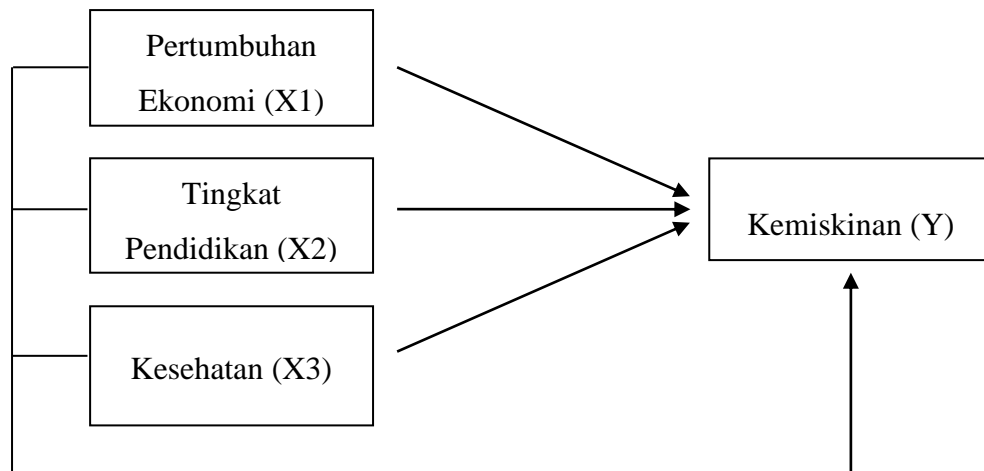 Pertumbuhan
Ekonomi (X1)
Tingkat
Pendidikan (X2)
Kesehatan (X3)
Kemiskinan (Y)